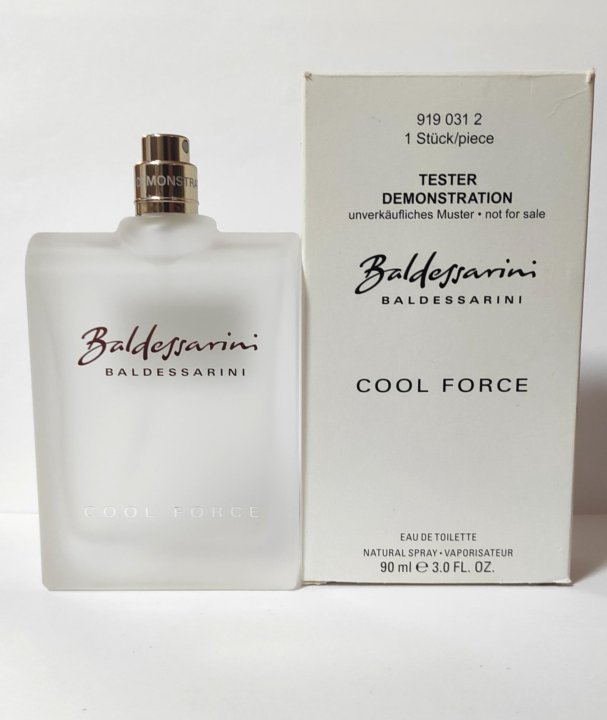 DEMONSTRA
Baldessarini
BALDESSARINI
COOL FORCE
919 031 2
1 Stück/piece
TESTER
DEMONSTRATION
unverkäufliches Muster • not for sale
Baldessarini
BALDESSARINI
COOL FORCE
EAU DE TOILETTE
NATURAL SPRAY • VAPORISATEUR
90 ml ℮ 3.0 FL. OZ.